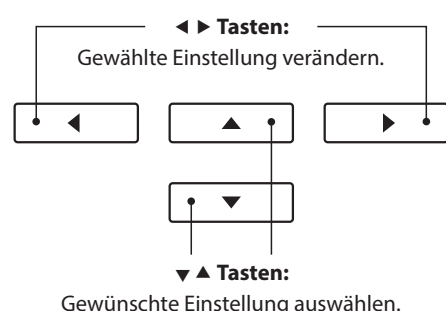 ◀ ▶ Tasten:
Gewählte Einstellung verändern.
▼ ▲ Tasten:
Gewünschte Einstellung auswählen.